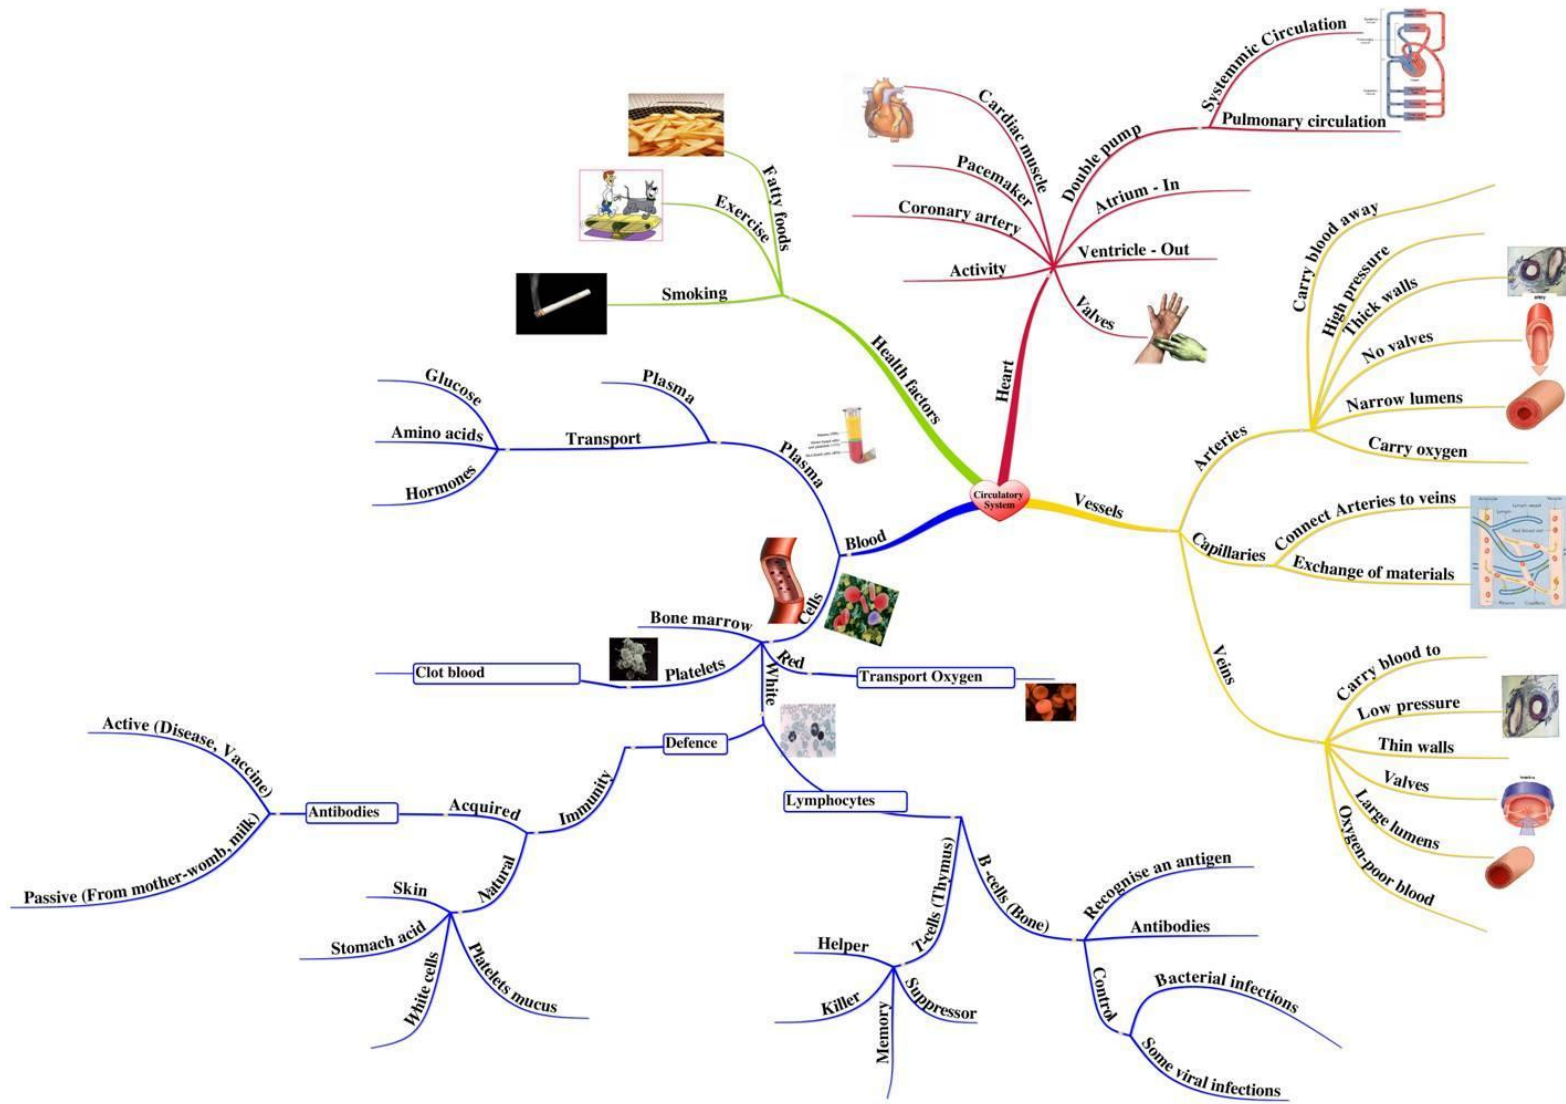 Circulatory
System
Heart
Cardiac muscle
Pacemaker
Coronary artery
Activity
Double pump
Systemmic Circulation
Pulmonary circulation
Atrium - In
Ventricle - Out
Valves
Vessels
Arteries
Carry blood away
High pressure
Thick walls
No valves
Narrow lumens
Carry oxygen
Capillaries
Connect Arteries to veins
Exchange of materials
Veins
Carry blood to
Low pressure
Thin walls
Valves
Large lumens
Oxygen-poor blood
Health factors
Fatty foods
Exercise
Smoking
Blood
Plasma
Plasma
Transport
Glucose
Amino acids
Hormones
Cells
Bone marrow
Platelets
Clot blood
Red
Transport Oxygen
White
Defence
Immunity
Acquired
Antibodies
Active (Disease, Vaccine)
Passive (From mother-womb, milk)
Natural
Skin
Stomach acid
White cells
Platelets mucus
Lymphocytes
T-cells (Thymus)
Helper
Killer
Memory
Suppressor
B -cells (Bone)
Recognise an antigen
Antibodies
Control
Bacterial infections
Some viral infections